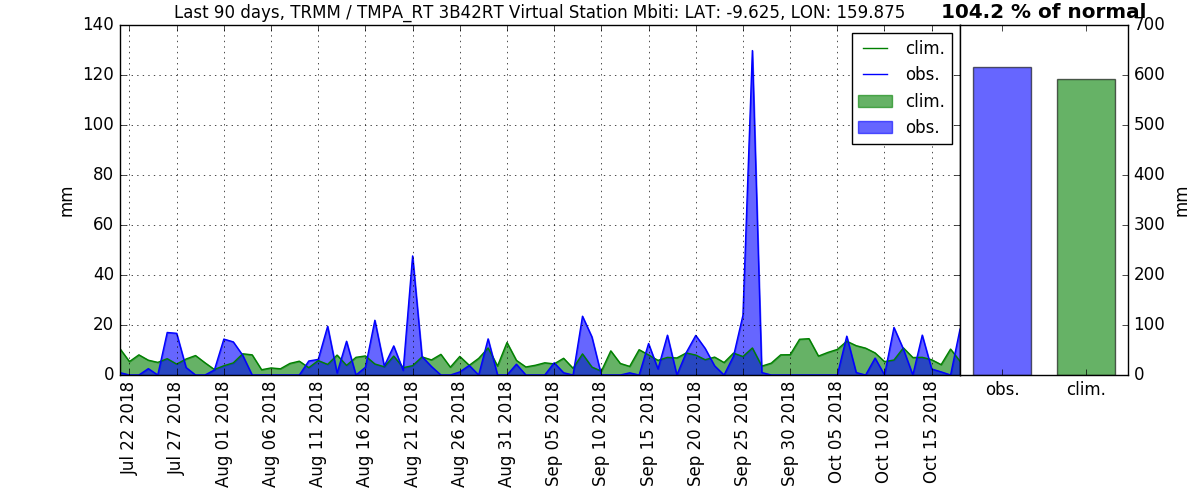 Last 90 days, TRMM / TMPA_RT 3B42RT Virtual Station Mbiti: LAT: -9.625, LON: 159.875
104.2 % of normal
140
120
100
80
60
40
20
0
mm
clim.
obs.
clim.
obs.
Jul 22 2018
Jul 27 2018
Aug 01 2018
Aug 06 2018
Aug 11 2018
Aug 16 2018
Aug 21 2018
Aug 26 2018
Aug 31 2018
Sep 05 2018
Sep 10 2018
Sep 15 2018
Sep 20 2018
Sep 25 2018
Sep 30 2018
Oct 05 2018
Oct 10 2018
Oct 15 2018
700
600
500
400
300
200
100
0
mm
obs.
clim.